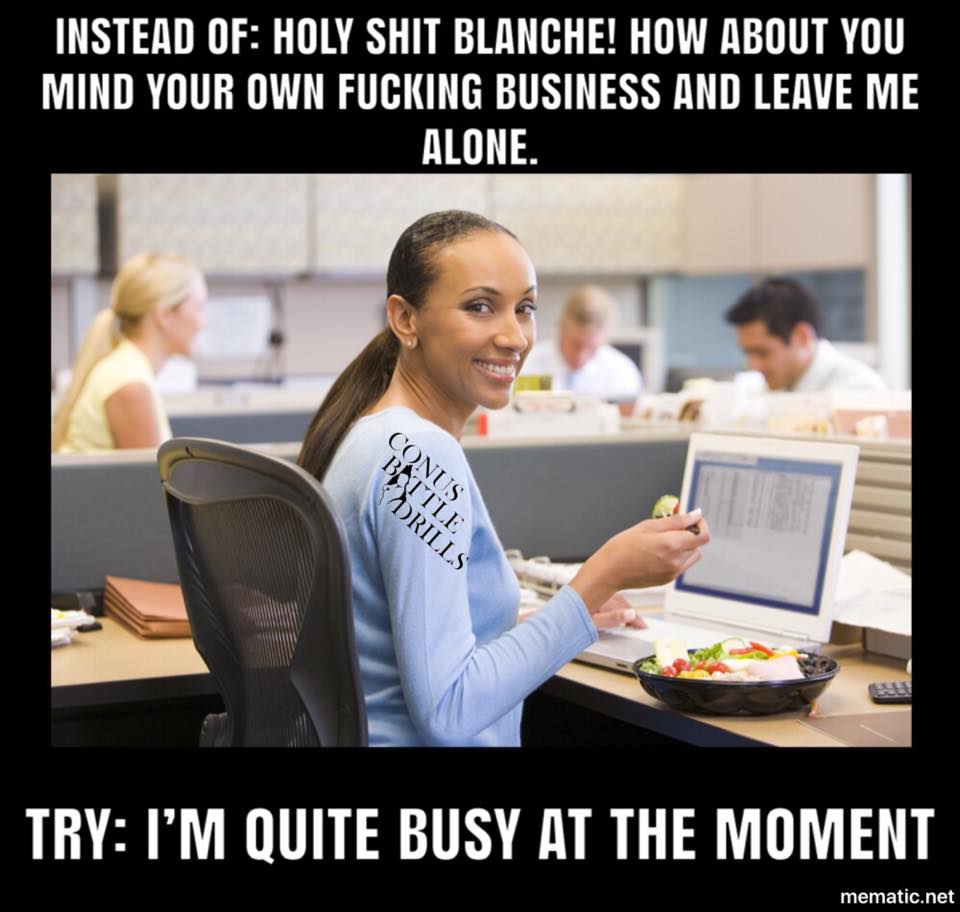 INSTEAD OF: HOLY SHIT BLANCHE! HOW ABOUT YOU
MIND YOUR OWN FUCKING BUSINESS AND LEAVE ME
ALONE.
CONUS
BATTLE
DRILLS
TRY: I'M QUITE BUSY AT THE MOMENT
mematic.net